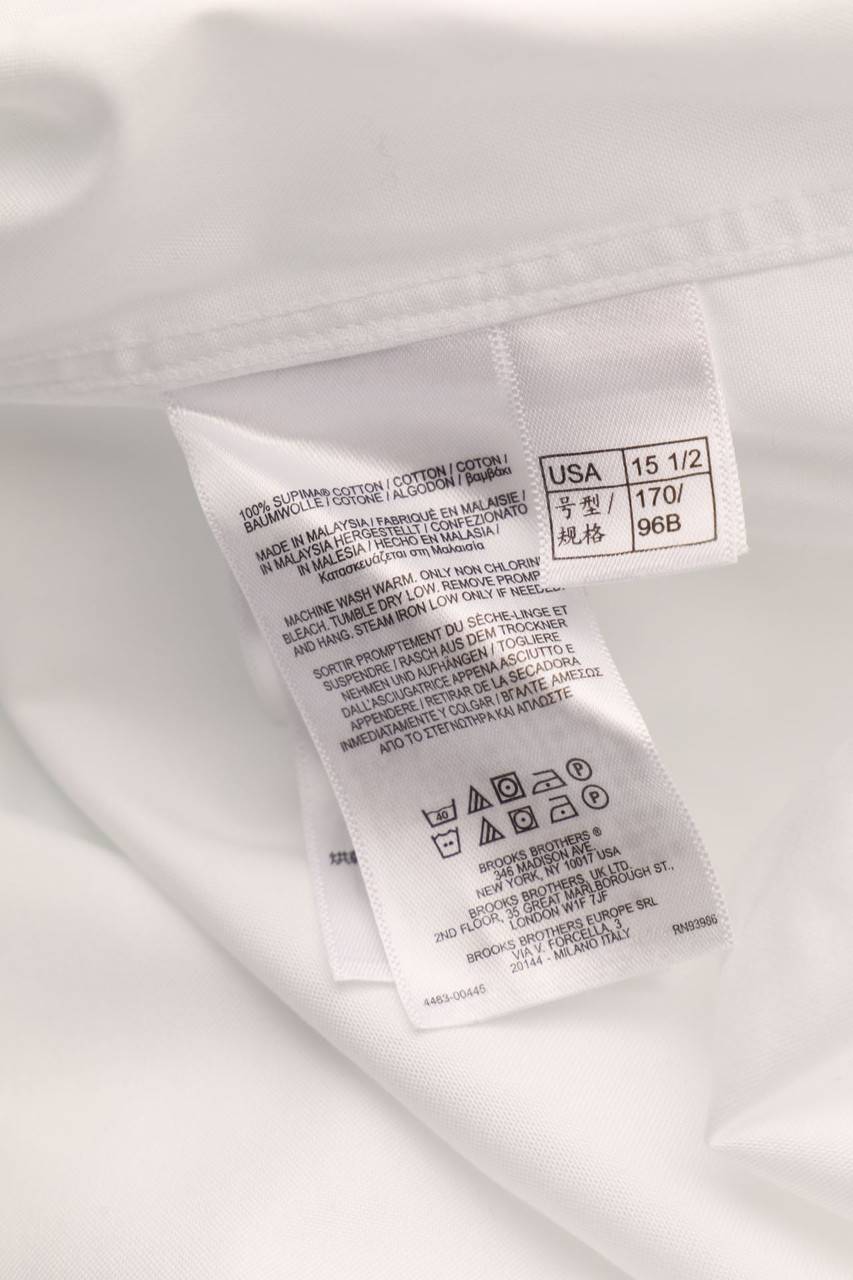 100% SUPIMA® COTTON / COTTON / COTON /
BAUMWOLLE / COTONE / ALGODON / βαμβάκι
MADE IN MALAYSIA / FABRIQUÉ EN MALAISIE /
IN MALAYSIA HERGESTELLT / CONFEZIONATO
IN MALESIA / HECHO EN MALASIA /
Κατασκευάζεται στη Μαλαισία
MACHINE WASH WARM. ONLY NON CHLORIN
BLEACH. TUMBLE DRY LOW. REMOVE PROMP
AND HANG. STEAM IRON LOW ONLY IF NEEDED.
SORTIR PROMPTEMENT DU SÈCHE-LINGE ET
SUSPENDRE / RASCH AUS DEM TROCKNER
NEHMEN UND AUFHÄNGEN / TOGLIERE
DALL'ASCIUGATRICE APPENA ASCIUTTO E
APPENDERE / RETIRAR DE LA SECADORA
INMEDIATAMENTE Y COLGAR / ΒΓΑΛΤΕ ΑΜΕΣΩΣ
ΑΠΟ ΤΟ ΣΤΕΓΝΩΤΗΡΑ ΚΑΙ ΑΠΛΩΣΤΕ
40 P
P
BROOKS BROTHERS ®
346 MADISON AVE.
NEW YORK, NY 10017 USA
BROOKS BROTHERS, UK LTD.
2ND FLOOR, 35 GREAT MARLBOROUGH ST.,
LONDON W1F 7JF
BROOKS BROTHERS EUROPE SRL
VIA V. FORCELLA, 3
20144 - MILANO ITALY
RN93986
4463-00445
USA 15 1/2
号型/ 170/
规格 96B